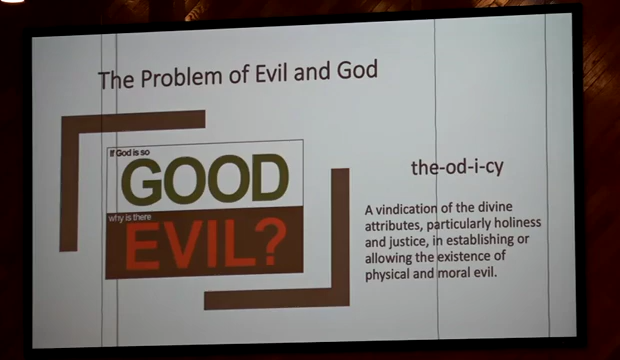 The Problem of Evil and God
If God is so
GOOD
why is there
EVIL?
the-od-i-cy
A vindication of the divine
attributes, particularly holiness
and justice, in establishing or
allowing the existence of
physical and moral evil.